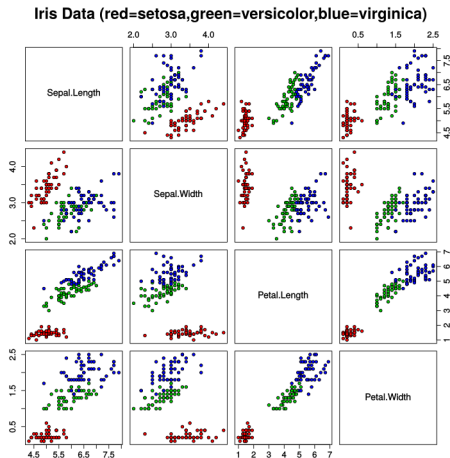 Iris Data (red=setosa,green=versicolor,blue=virginica)
2.0 3.0 4.0
0.5 1.5 2.5
Sepal.Length
4.5 5.5 6.5 7.5
2.0 3.0 4.0
Sepal.Width
Petal.Length
1 2 3 4 5 6 7
0.5 1.5 2.5
Petal.Width
4.5 5.5 6.5 7.5
1 2 3 4 5 6 7